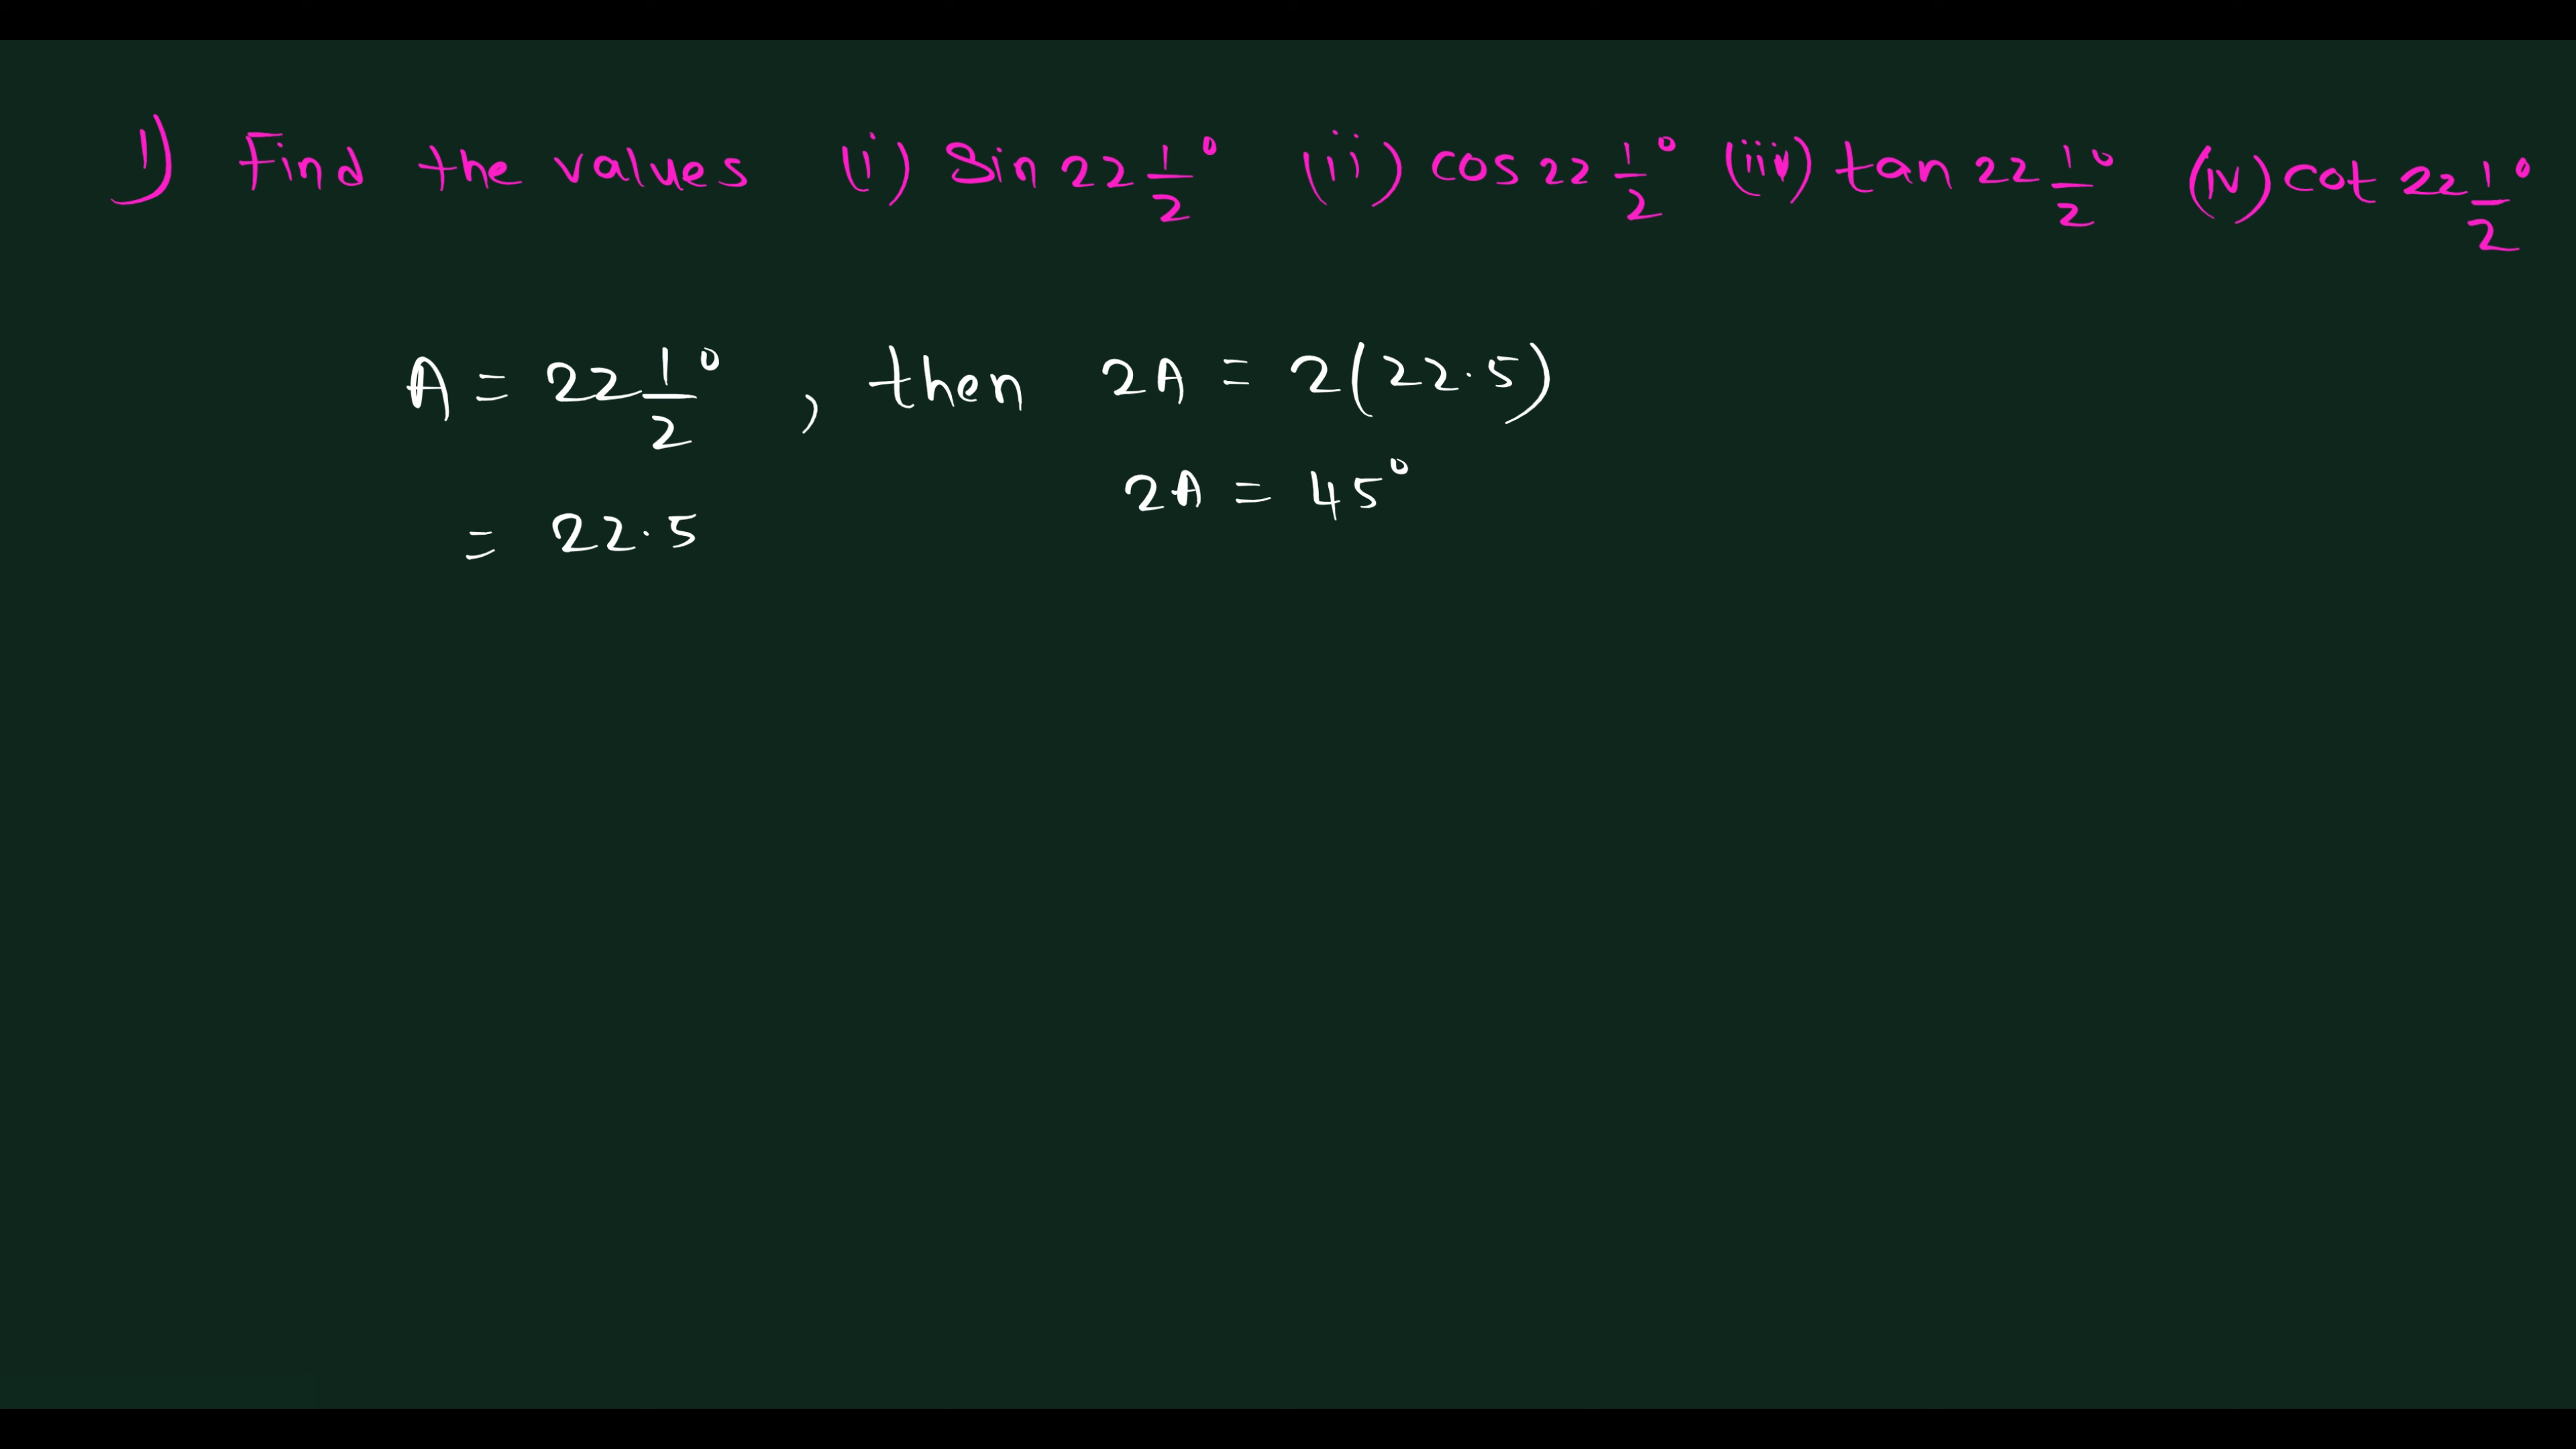 1) Find the values (i) Sin 22 1/2° (ii) cos 22 1/2° (iii) tan 22 1/2° (iv) cot 22 1/2°
A = 22 1/2° , then 2A = 2(22.5)
2A = 45°
= 22.5